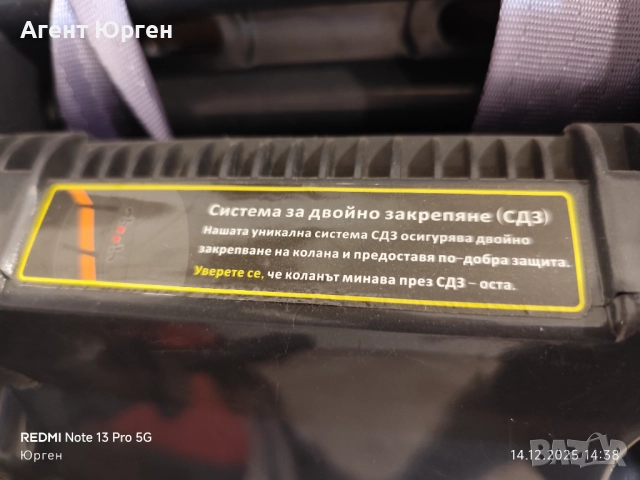 Агент Юрген
Система за двойно закрепяне (СДЗ)
Нашата уникална система СДЗ осигурява двойно
закрепване на колана и предоставя по-добра защита.
Уверете се, че коланът минава през СДЗ – оста.
REDMI Note 13 Pro 5G
Юрген
14.12.2025 14:38
BAZAR